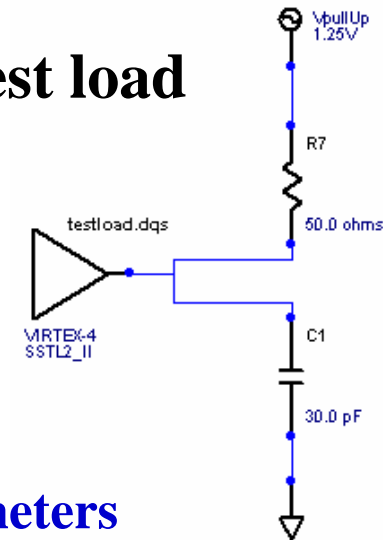 VpullUp
1.25V
est load
R7
testload.dqs
50.0 ohms
VIRTEX-4
SSTL2_II
C1
30.0 pF
neters